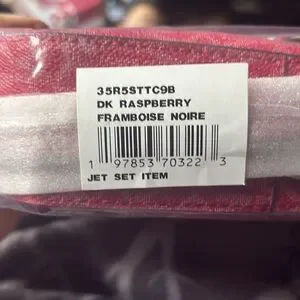 35R5STTC9B
DK RASPBERRY
FRAMBOISE NOIRE
1 97853 70322 3
JET SET ITEM